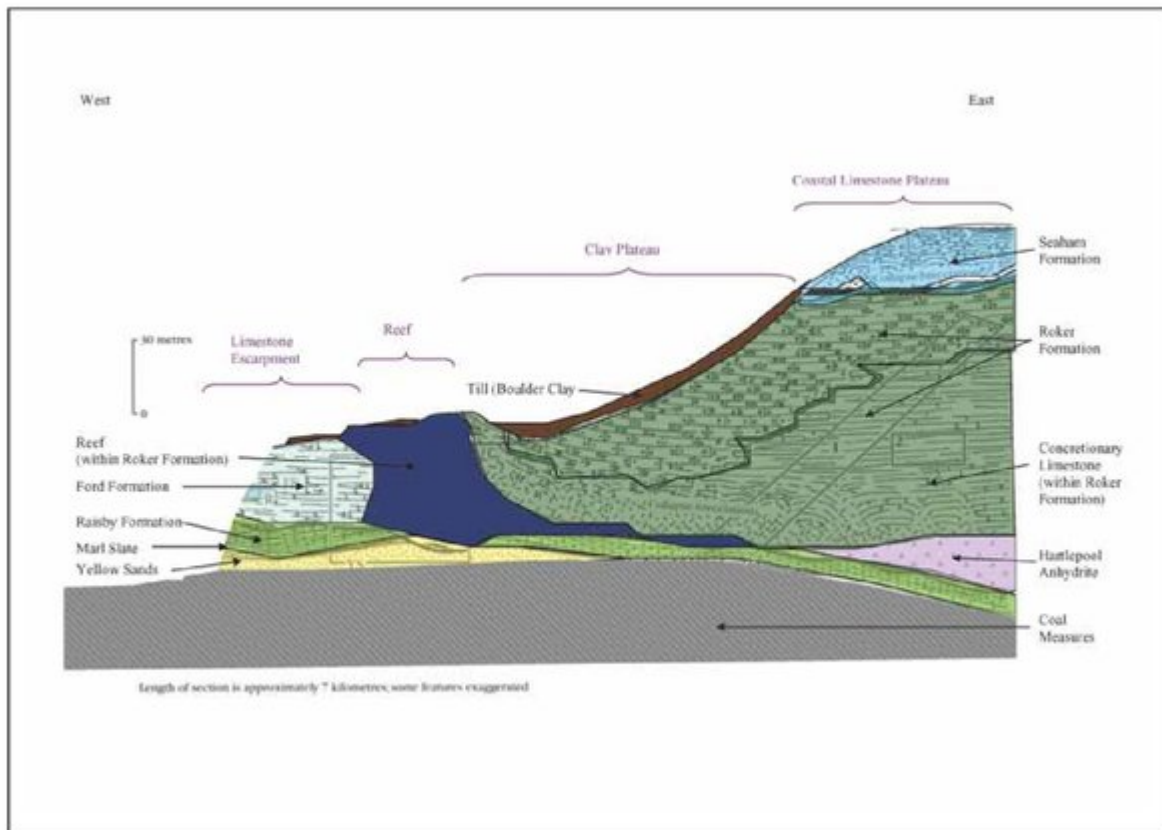 West
East
Coastal Limestone Plateau
Clay Plateau
Reef
Limestone
Escarpment
30 metres
0
Seaham
Formation
Roker
Formation
Till (Boulder Clay
Reef
(within Roker Formation)
Ford Formation
Raisby Formation
Marl Slate
Yellow Sands
Concretionary
Limestone
(within Roker
Formation)
Hartlepool
Anhydrite
Coal
Measures
Length of section is approximately 7 kilometres; some features exaggerated